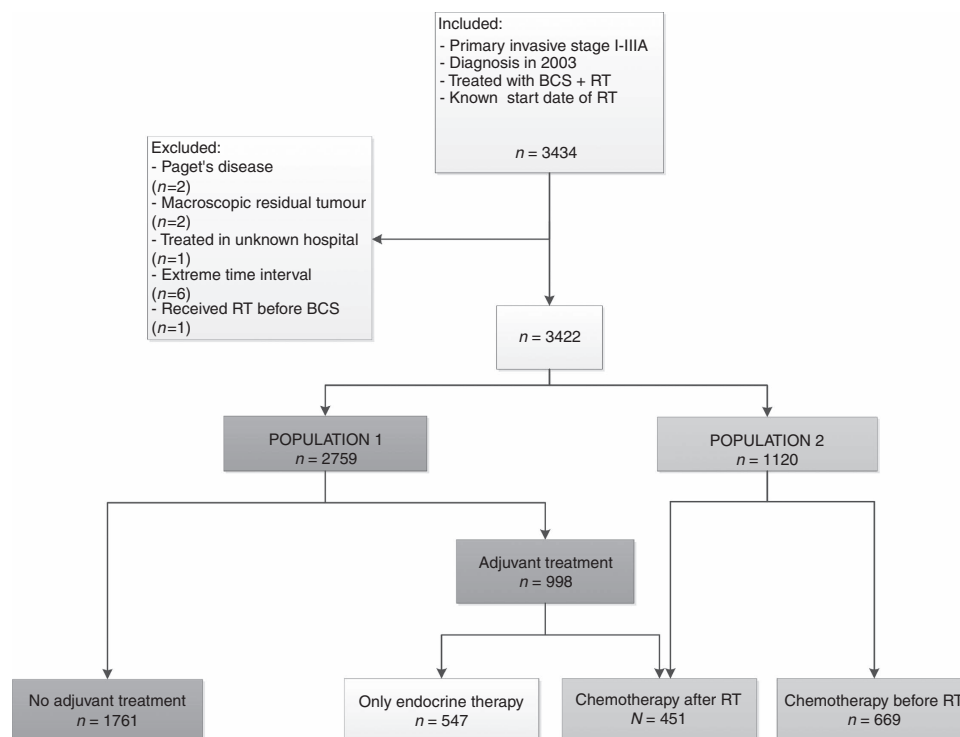 Included:
- Primary invasive stage I-IIIA
- Diagnosis in 2003
- Treated with BCS + RT
- Known start date of RT
n = 3434
Excluded:
- Paget's disease
(n=2)
- Macroscopic residual tumour
(n=2)
- Treated in unknown hospital
(n=1)
- Extreme time interval
(n=6)
- Received RT before BCS
(n=1)
n = 3422
POPULATION 1
n = 2759
POPULATION 2
n = 1120
Adjuvant treatment
n = 998
No adjuvant treatment
n = 1761
Only endocrine therapy
n = 547
Chemotherapy after RT
N = 451
Chemotherapy before RT
n = 669